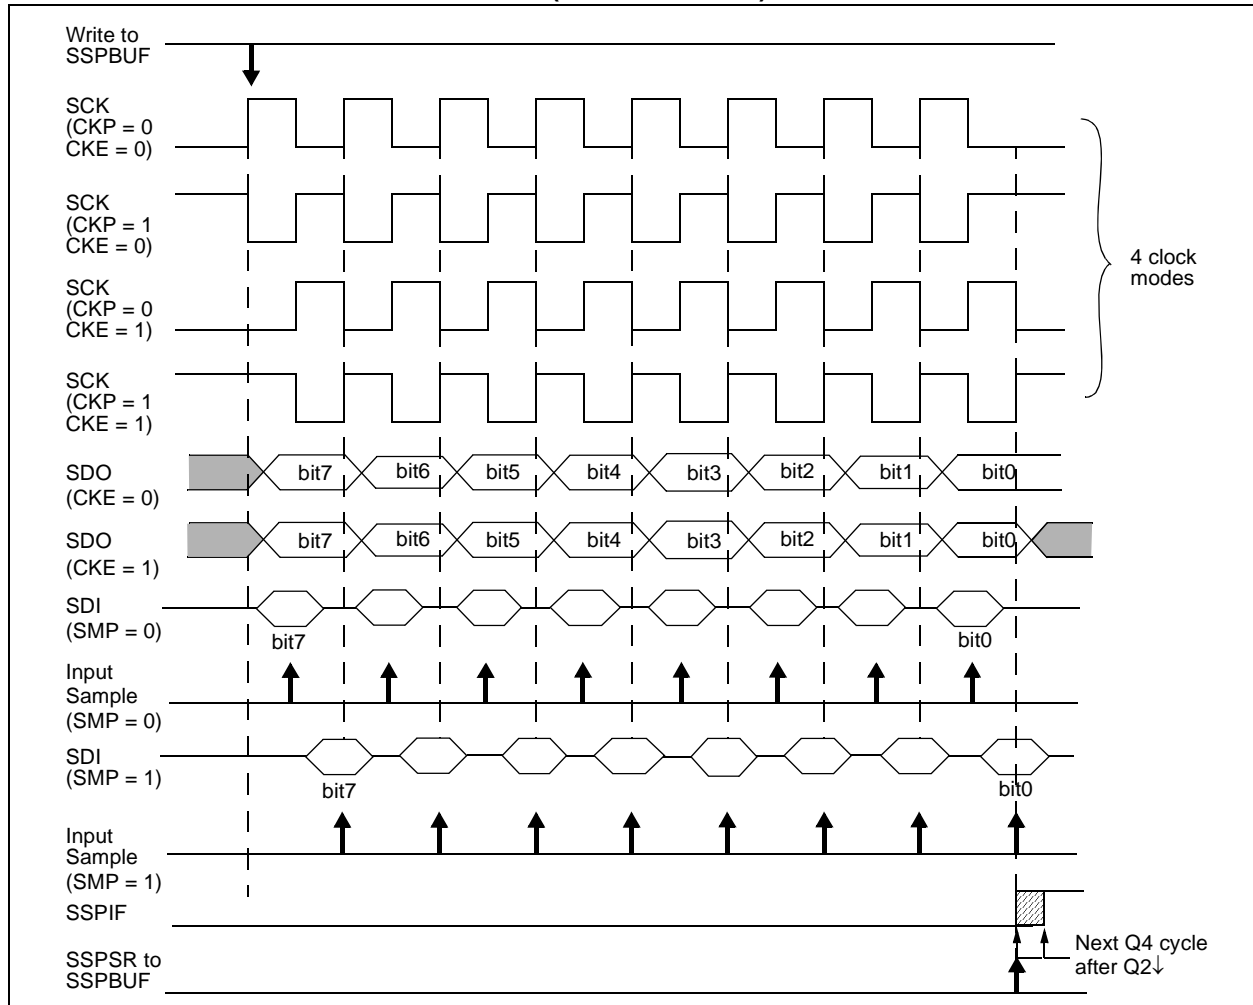 Write to
SSPBUF
SCK
(CKP = 0
CKE = 0)
SCK
(CKP = 1
CKE = 0)
4 clock
modes
SCK
(CKP = 0
CKE = 1)
SCK
(CKP = 1
CKE = 1)
SDO
(CKE = 0)
bit7 bit6 bit5 bit4 bit3 bit2 bit1 bit0
SDO
(CKE = 1)
bit7 bit6 bit5 bit4 bit3 bit2 bit1 bit0
SDI
(SMP = 0)
bit7 bit0
Input
Sample
(SMP = 0)
SDI
(SMP = 1)
bit7 bit0
Input
Sample
(SMP = 1)
SSPIF
Next Q4 cycle
after Q2↓
SSPSR to
SSPBUF